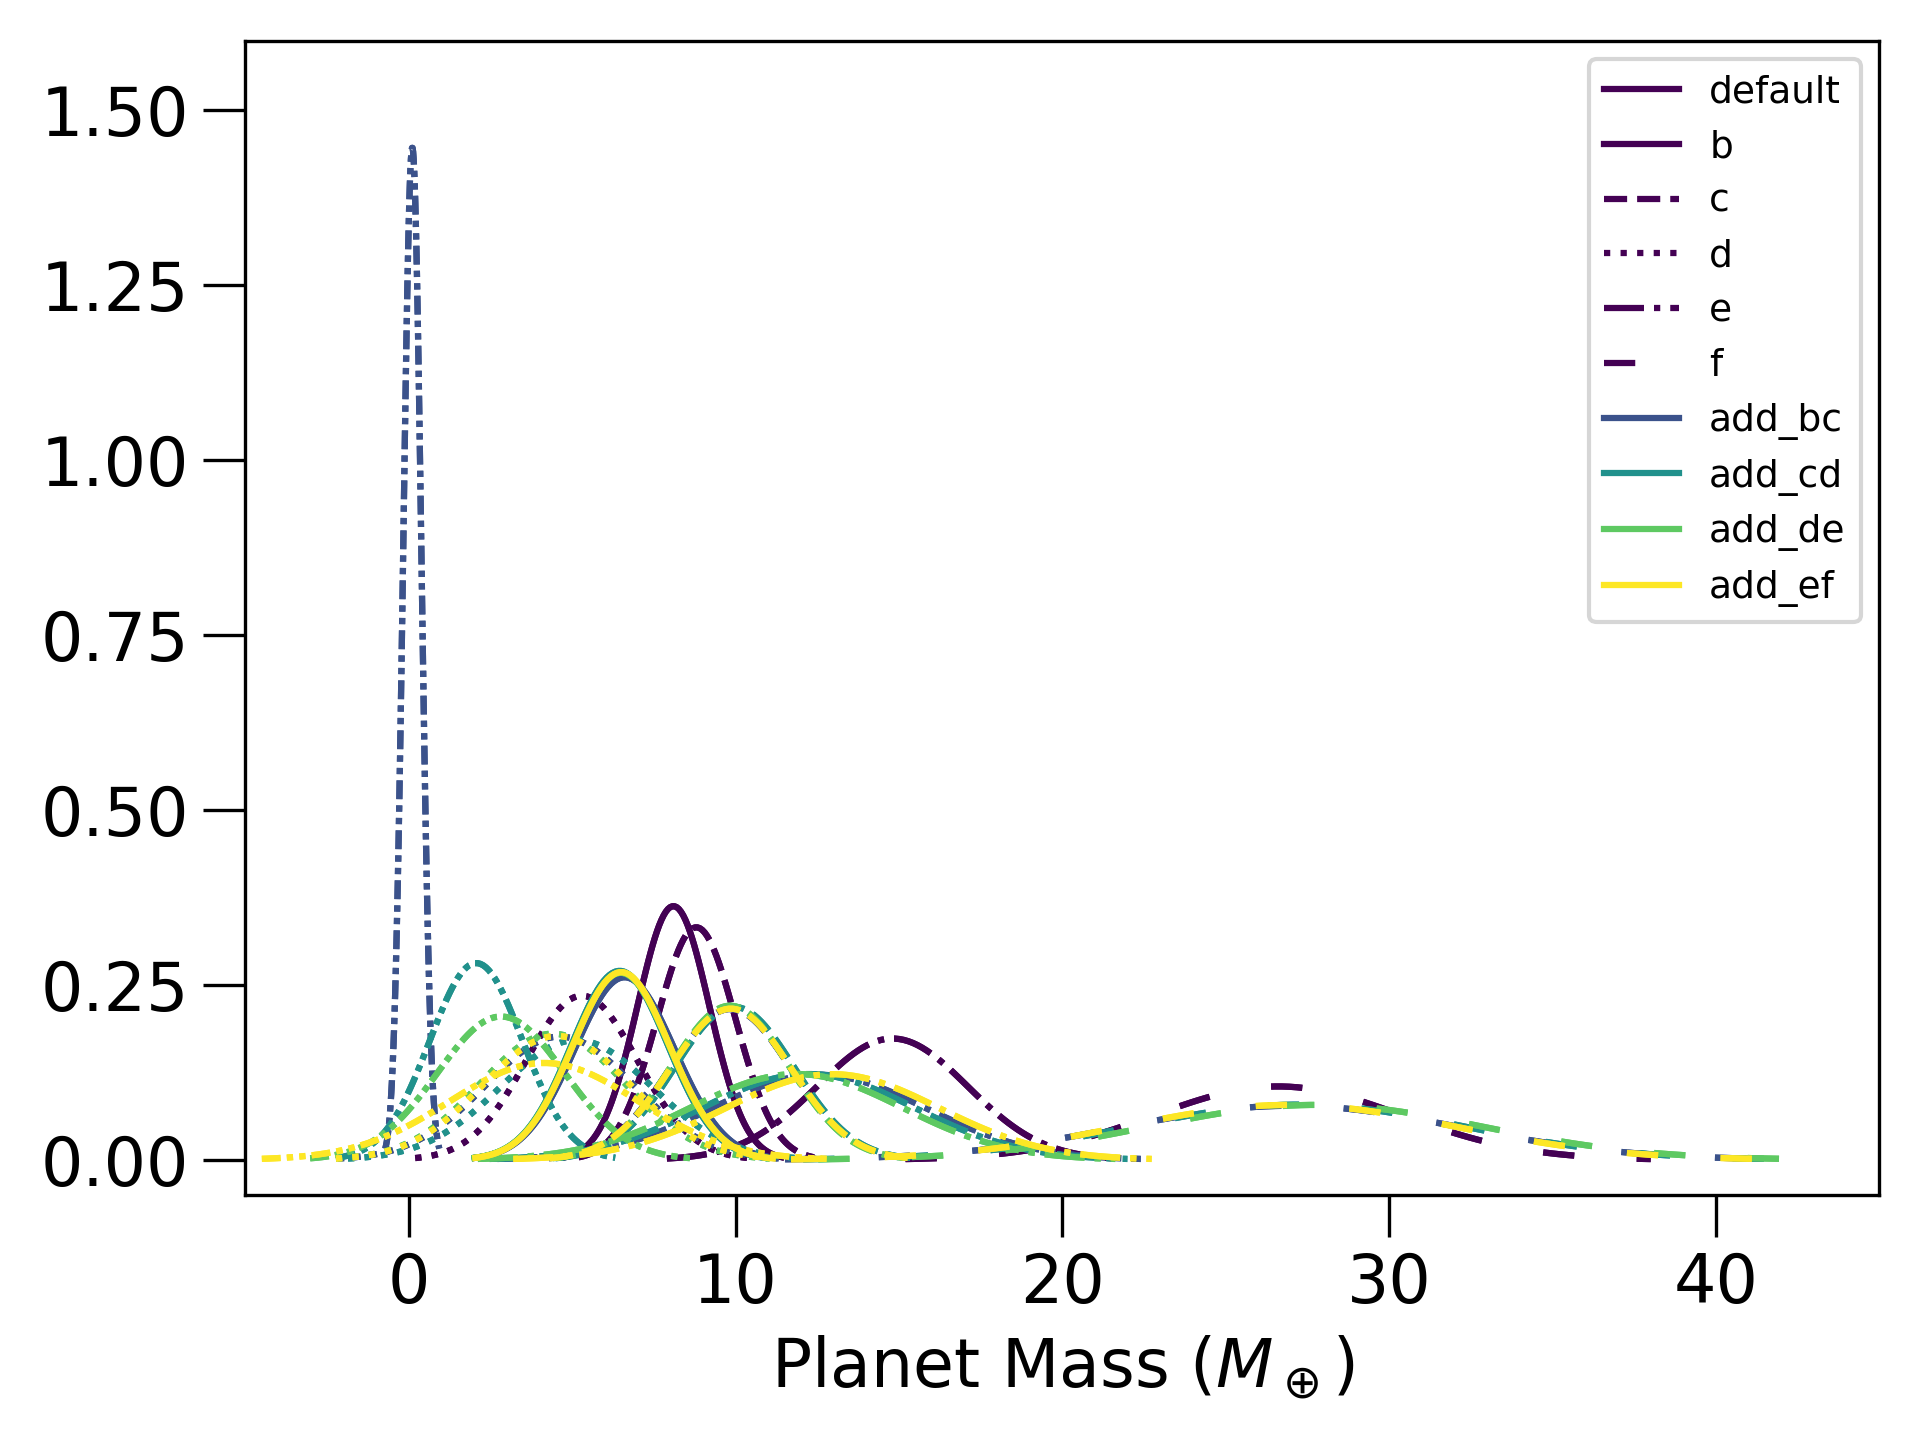 1.50
1.25
1.00
0.75
0.50
0.25
0.00
0 10 20 30 40
Planet Mass (M⊕)
default
b
c
d
e
f
add_bc
add_cd
add_de
add_ef